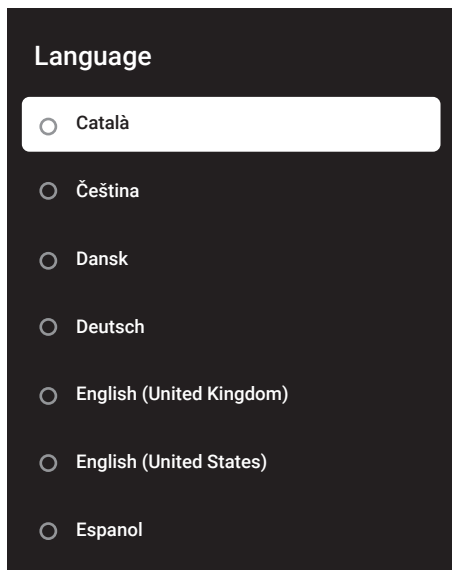 Language
Català
Čeština
Dansk
Deutsch
English (United Kingdom)
English (United States)
Espanol